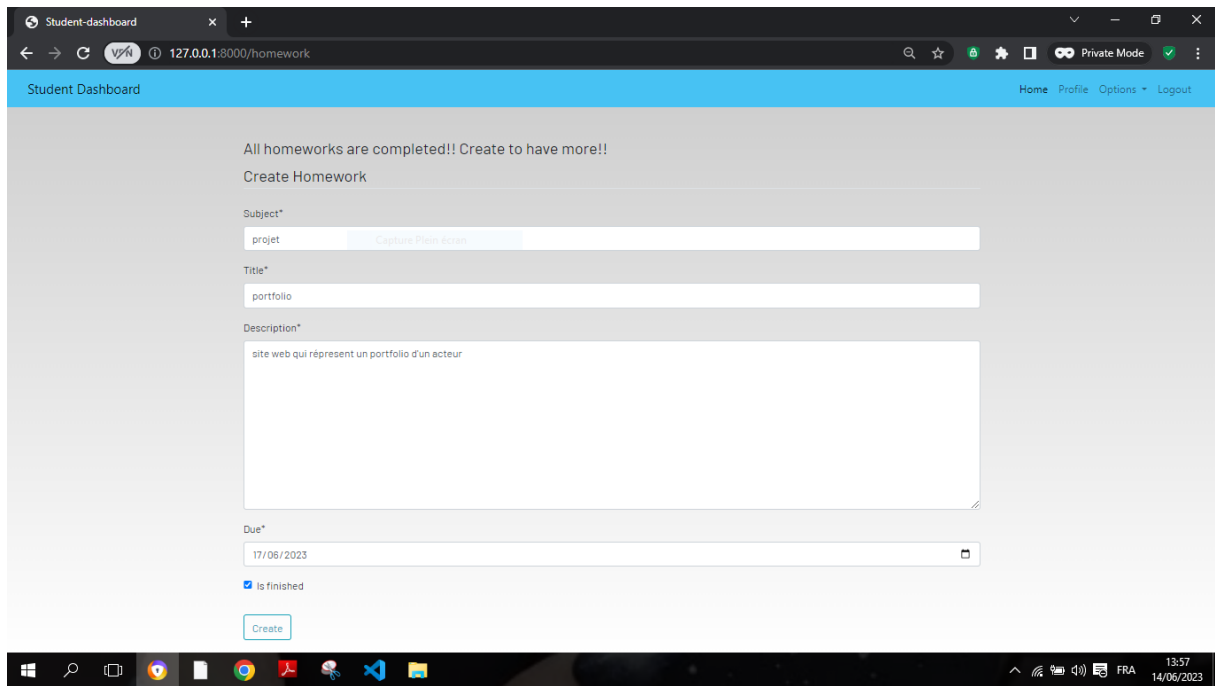 Student-dashboard
VPN
127.0.0.1:8000/homework
Private Mode
Student Dashboard
Home Profile Options Logout
All homeworks are completed!! Create to have more!!
Create Homework
Subject*
projet
Capture Plein écran
Title*
portfolio
Description*
site web qui répresent un portfolio d'un acteur
Due*
17/06/2023
Is finished
Create
FRA
13:57
14/06/2023